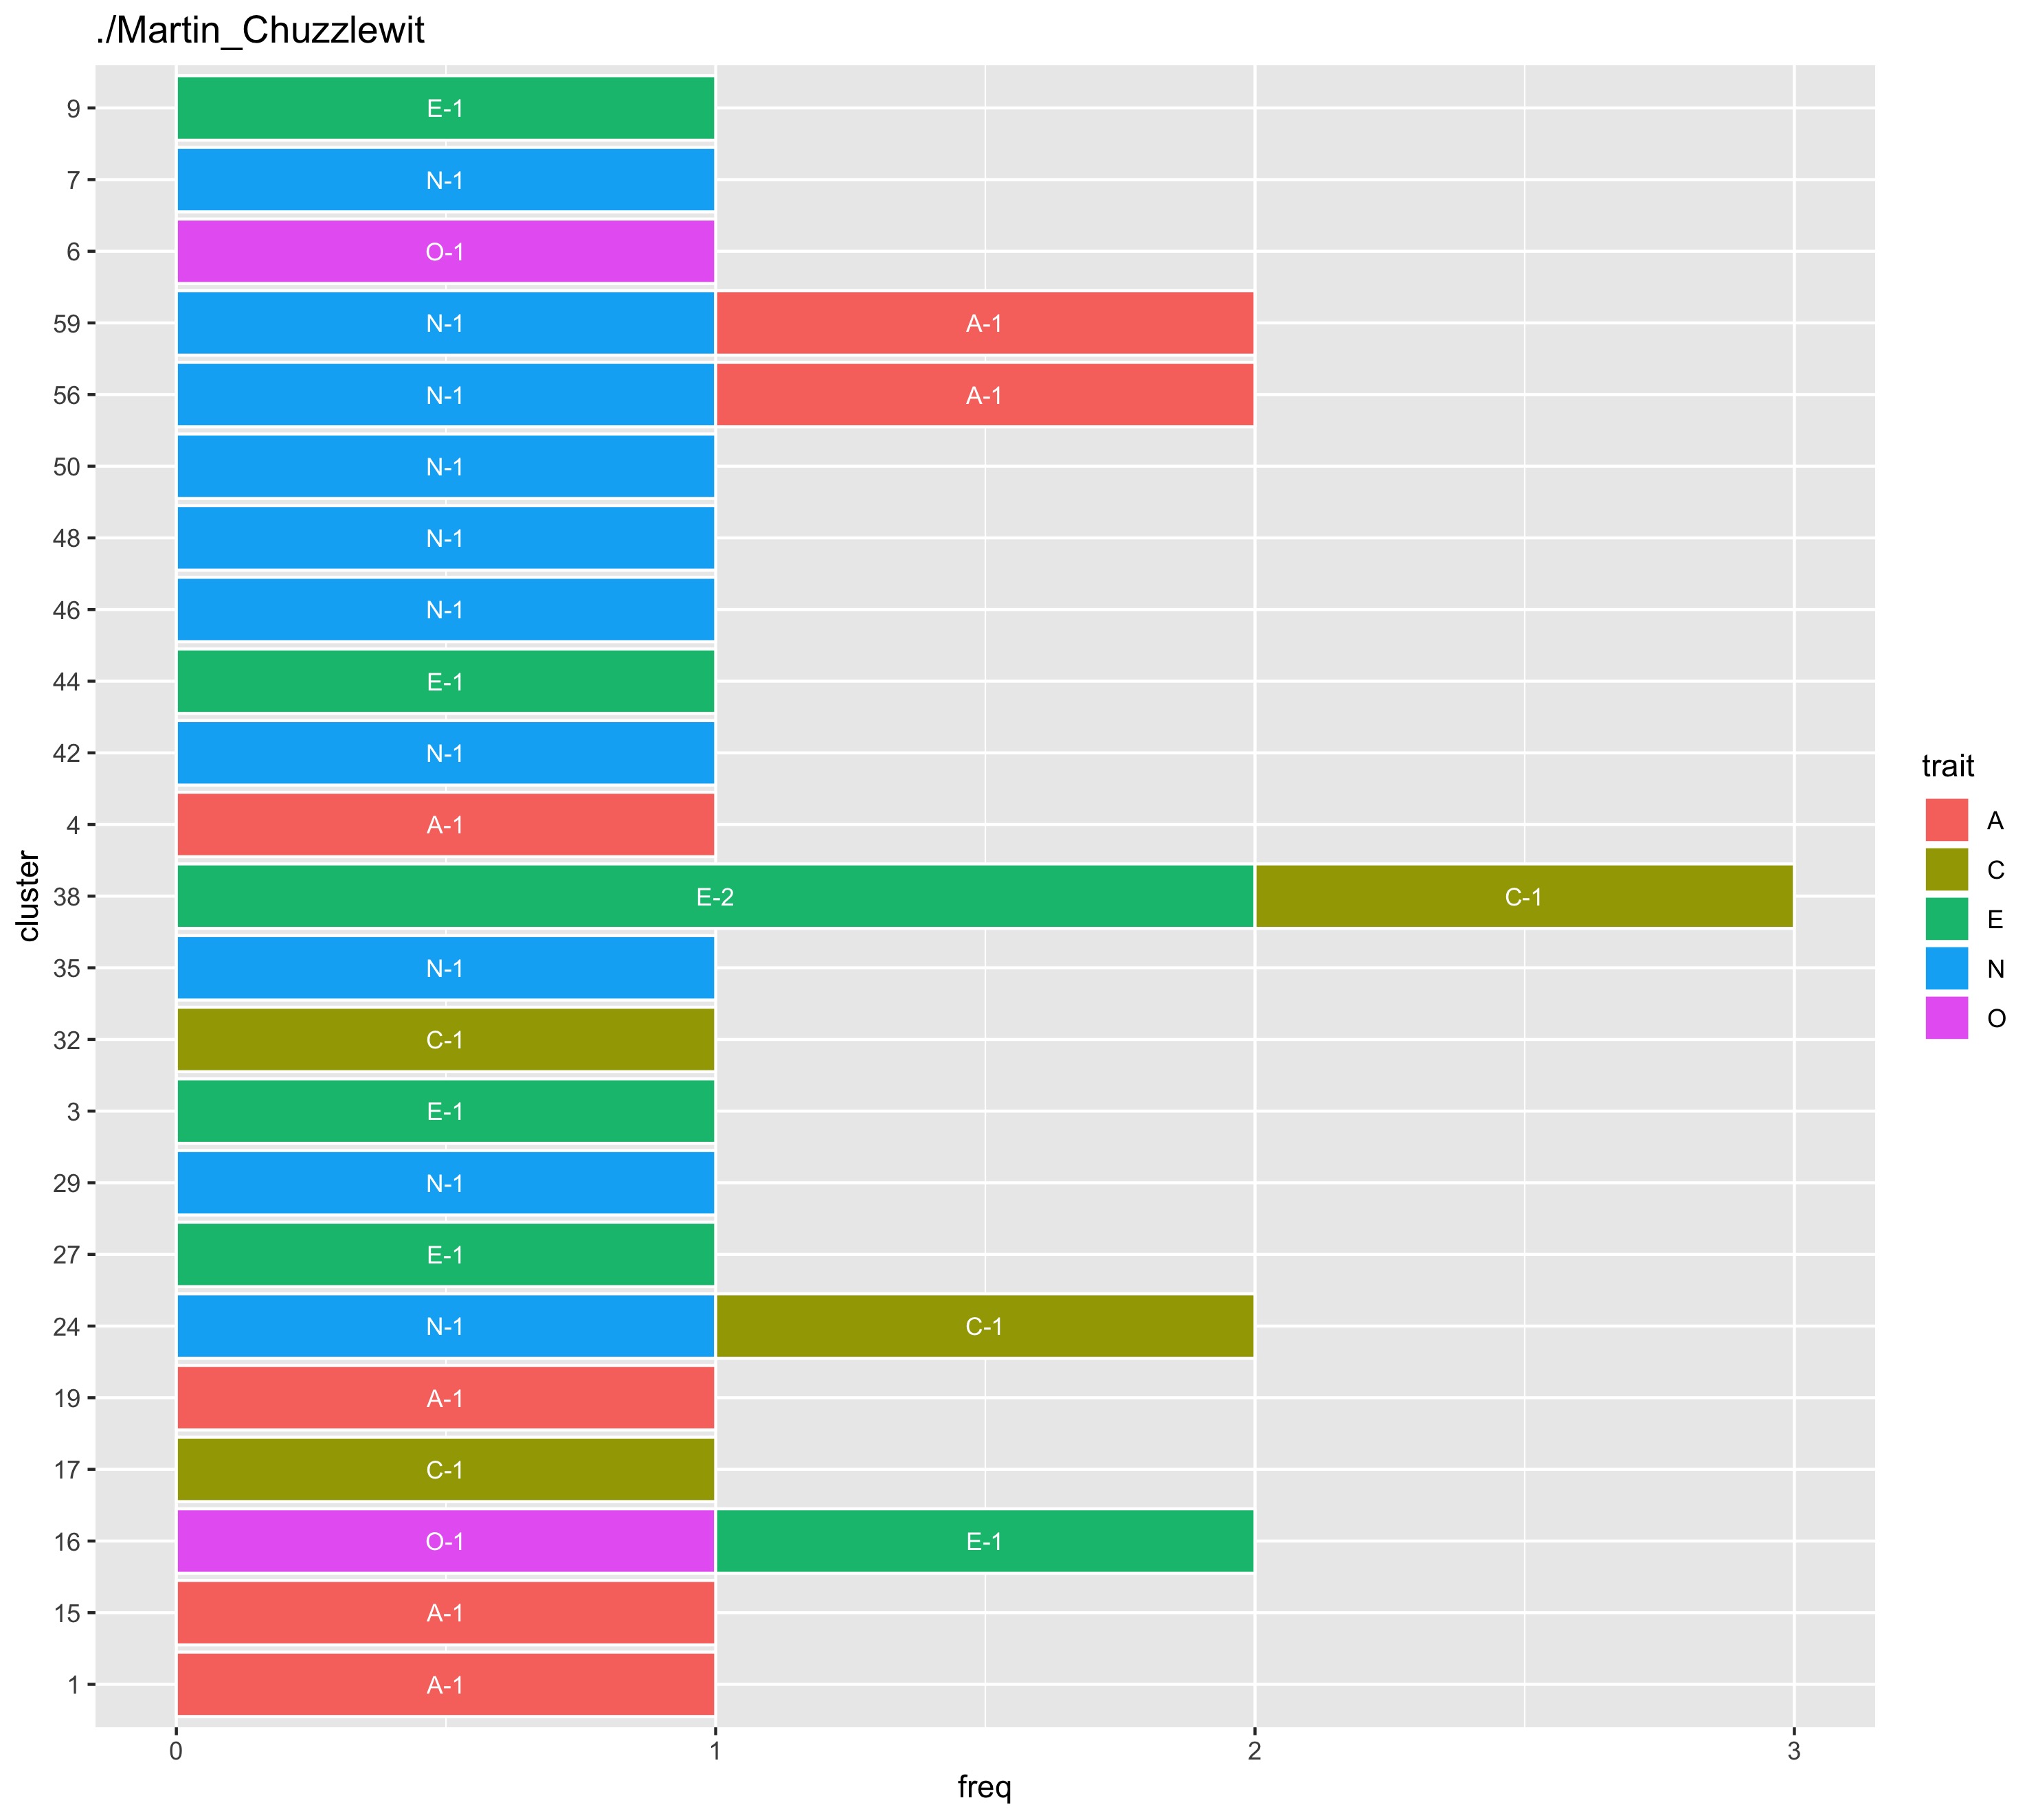 ./Martin_Chuzzlewit
9 E-1
7 N-1
6 O-1
59 N-1 A-1
56 N-1 A-1
50 N-1
48 N-1
46 N-1
44 E-1
42 N-1
4 A-1
38 E-2 C-1
35 N-1
32 C-1
3 E-1
29 N-1
27 E-1
24 N-1 C-1
19 A-1
17 C-1
16 O-1 E-1
15 A-1
1 A-1
0 1 2 3
freq
cluster
trait
A
C
E
N
O